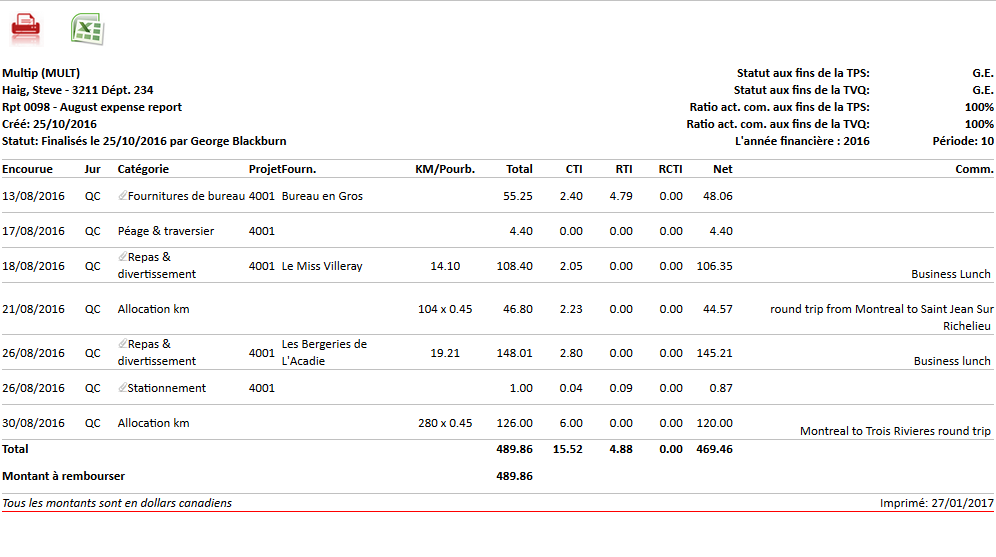 Multip (MULT)
Statut aux fins de la TPS: G.E.
Haig, Steve - 3211 Dépt. 234
Statut aux fins de la TVQ: G.E.
Rpt 0098 - August expense report
Ratio act. com. aux fins de la TPS: 100%
Créé: 25/10/2016
Ratio act. com. aux fins de la TVQ: 100%
Statut: Finalisés le 25/10/2016 par George Blackburn
L'année financière : 2016 Période: 10
Encourue Jur Catégorie ProjetFourn. KM/Pourb. Total CTI RTI RCTI Net Comm.
13/08/2016 QC Fournitures de bureau 4001 Bureau en Gros 55.25 2.40 4.79 0.00 48.06
17/08/2016 QC Péage & traversier 4001 4.40 0.00 0.00 0.00 4.40
18/08/2016 QC Repas & divertissement 4001 Le Miss Villeray 14.10 108.40 2.05 0.00 0.00 106.35 Business Lunch
21/08/2016 QC Allocation km 104 x 0.45 46.80 2.23 0.00 0.00 44.57 round trip from Montreal to Saint Jean Sur Richelieu
26/08/2016 QC Repas & divertissement 4001 Les Bergeries de L'Acadie 19.21 148.01 2.80 0.00 0.00 145.21 Business lunch
26/08/2016 QC Stationnement 4001 1.00 0.04 0.09 0.00 0.87
30/08/2016 QC Allocation km 280 x 0.45 126.00 6.00 0.00 0.00 120.00 Montreal to Trois Rivieres round trip
Total 489.86 15.52 4.88 0.00 469.46
Montant à rembourser 489.86
Tous les montants sont en dollars canadiens Imprimé: 27/01/2017